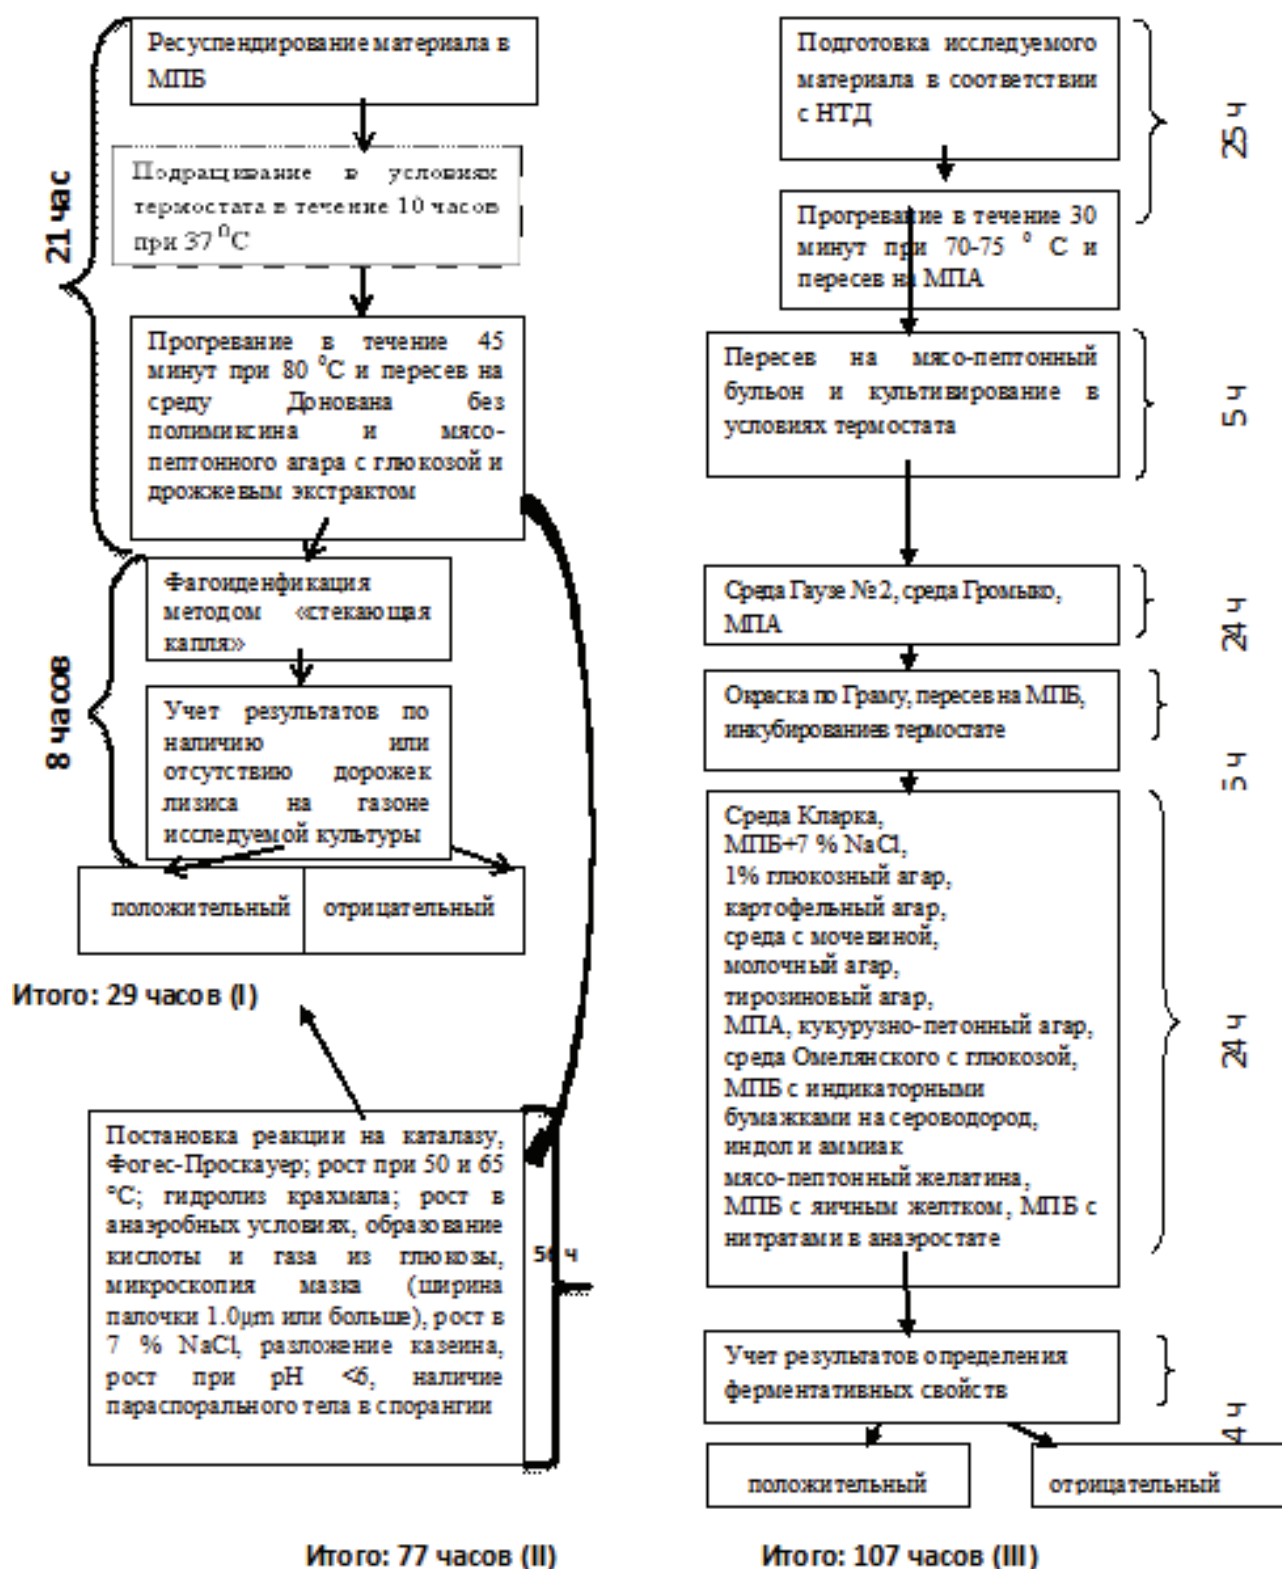 Ресуспендирование материала в
МПБ
Подращивание в условиях
термостата в течение 10 часов
при 37 ⁰С
21 час
Прогревание в течение 45
минут при 80 ⁰С и пересев на
среду Донована без
полимиксина и мясо-
пептонного агара с глюкозой и
дрожжевым экстрактом
Фагоиденфикация
методом «стекающая
капля»
8 часов
Учет результатов по
наличию или
отсутствию дорожек
лизиса на газоне
исследуемой культуры
положительный
отрицательный
Итого: 29 часов (I)
Постановка реакции на каталазу,
Фогес-Проскауер; рост при 50 и 65
°С; гидролиз крахмала; рост в
анаэробных условиях, образование
кислоты и газа из глюкозы,
микроскопия мазка (ширина
палочки 1.0µm или больше), рост в
7 % NaCl, разложение казеина,
рост при pH <6, наличие
параспорального тела в спорангии
ч
Итого: 77 часов (II)
Подготовка исследуемого
материала в соответствии
с НТД
25 ч
Прогревание в течение 30
минут при 70-75 ⁰ С и
пересев на МПА
Пересев на мясо-пептонный
бульон и культивирование в
условиях термостата
5 ч
Среда Гаузе №2, среда Громыко,
МПА
24 ч
Окраска по Граму, пересев на МПБ,
инкубированиев термостате
5 ч
Среда Кларка,
МПБ+7 % NaCl,
1% глюкозный агар,
картофельный агар,
среда с мочевиной,
молочный агар,
тирозиновый агар,
МПА, кукурузно-петонный агар,
среда Омелянского с глюкозой,
МПБ с индикаторными
бумажками на сероводород,
индол и аммиак
мясо-пептонный желатина,
МПБ с яичным желтком, МПБ с
нитратами в анаэростате
24 ч
Учет результатов определения
ферментативных свойств
4 ч
положительный
отрицательный
Итого: 107 часов (III)